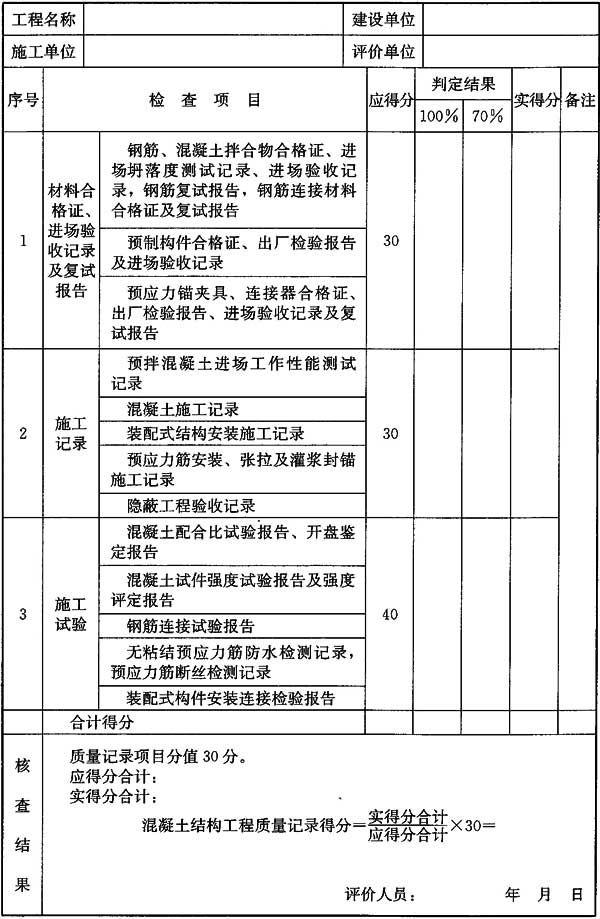 工程名称 建设单位
施工单位 评价单位
序号 检查项目 应得分 判定结果 实得分 备注
100% 70%
1
材料合
格证、
进场验
收记录
及复试
报告
钢筋、混凝土拌合物合格证、进
场坍落度测试记录、进场验收记
录，钢筋复试报告，钢筋连接材料
合格证及复试报告
预制构件合格证、出厂检验报告
及进场验收记录
预应力锚夹具、连接器合格证、
出厂检验报告、进场验收记录及复
试报告
30
2
施工
记录
预拌混凝土进场工作性能测试
记录
混凝土施工记录
装配式结构安装施工记录
预应力筋安装、张拉及灌浆封锚
施工记录
隐蔽工程验收记录
30
3
施工
试验
混凝土配合比试验报告、开盘鉴
定报告
混凝土试件强度试验报告及强度
评定报告
钢筋连接试验报告
无粘结预应力筋防水检测记录，
预应力筋断丝检测记录
装配式构件安装连接检验报告
40
合计得分
核
查
结
果
质量记录项目分值30分。
应得分合计：
实得分合计：
混凝土结构工程质量记录得分=实得分合计/应得分合计×30=
评价人员： 年 月 日